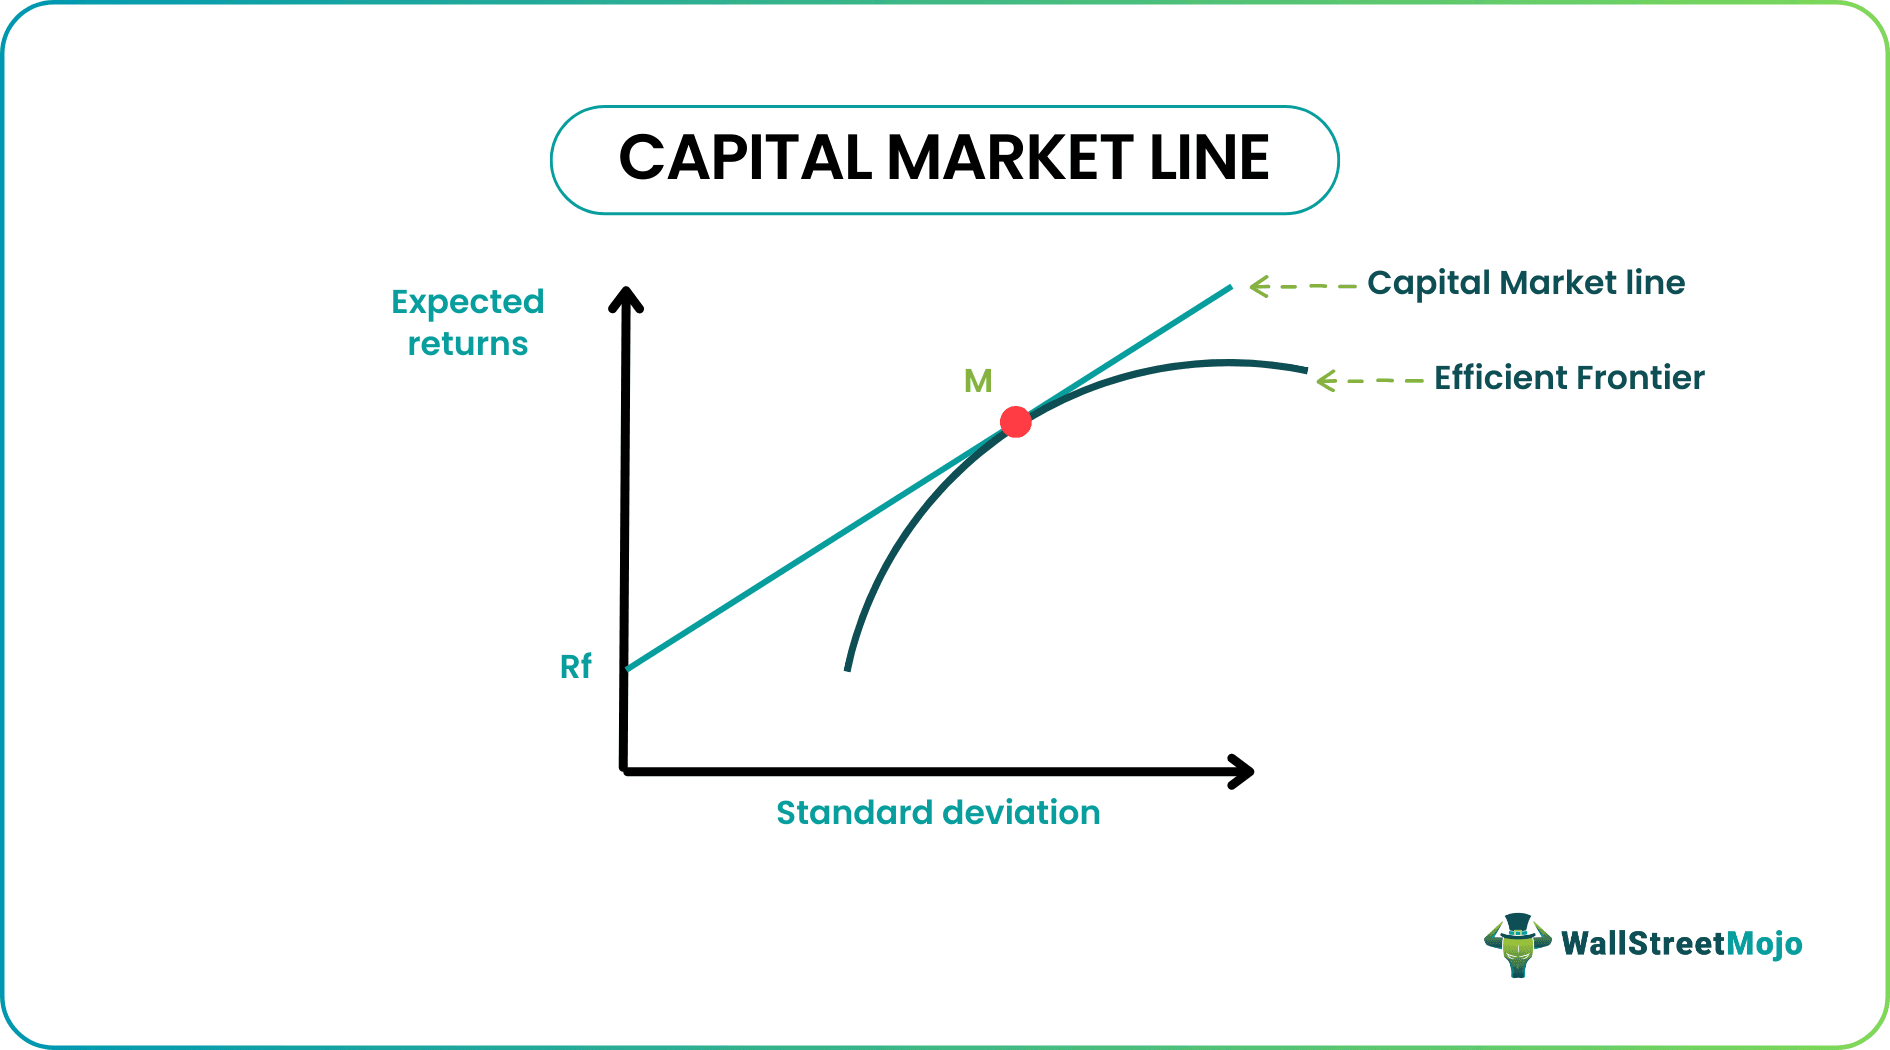 CAPITAL MARKET LINE
Expected
returns
Capital Market line
M
Efficient Frontier
Rf
Standard deviation
WallStreetMojo